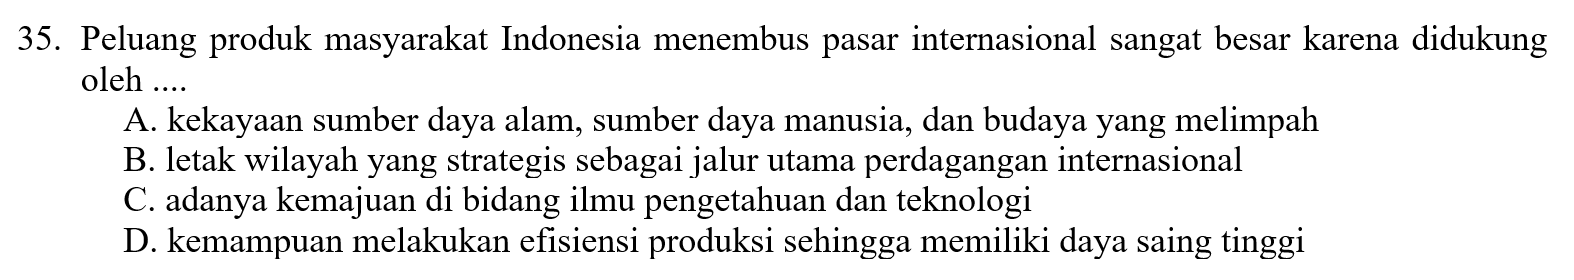 35. Peluang produk masyarakat Indonesia menembus pasar internasional sangat besar karena didukung
oleh ....
A. kekayaan sumber daya alam, sumber daya manusia, dan budaya yang melimpah
B. letak wilayah yang strategis sebagai jalur utama perdagangan internasional
C. adanya kemajuan di bidang ilmu pengetahuan dan teknologi
D. kemampuan melakukan efisiensi produksi sehingga memiliki daya saing tinggi